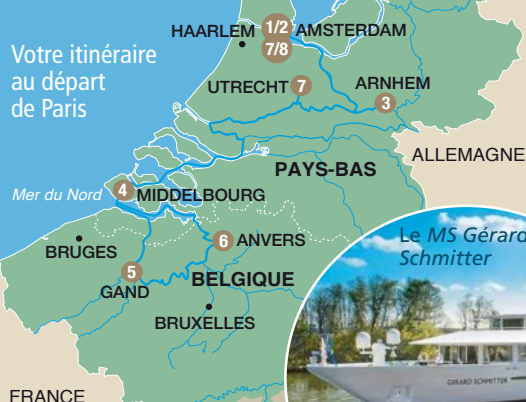 Votre itinéraire
au départ
de Paris
HAARLEM
1/2
AMSTERDAM
7/8
UTRECHT
7
ARNHEM
3
ALLEMAGNE
PAYS-BAS
Mer du Nord
4
MIDDELBOURG
BRUGES
6
ANVERS
5
GAND
BELGIQUE
BRUXELLES
FRANCE
Le MS Gérard
Schmitter
GERARD SCHMITTER